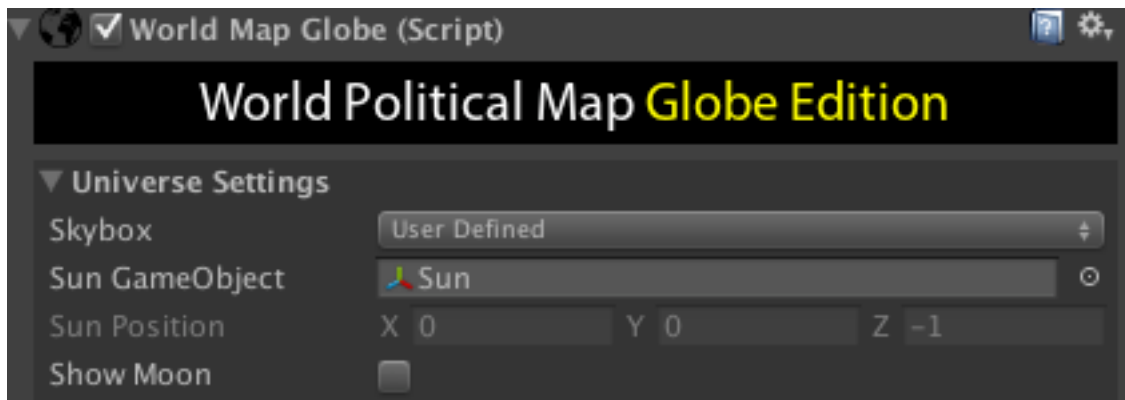 World Map Globe (Script)
World Political Map Globe Edition
Universe Settings
Skybox User Defined
Sun GameObject Sun
Sun Position X 0 Y 0 Z -1
Show Moon